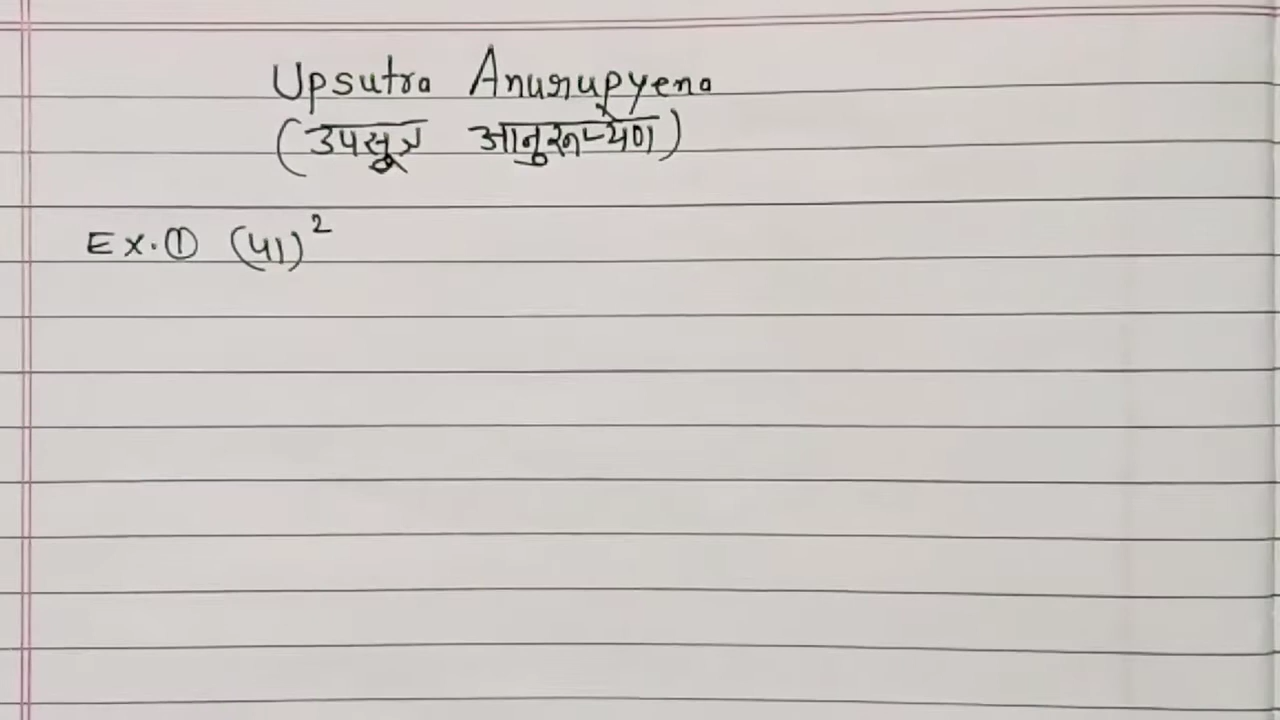 Upsutra Anurupyena
(उपसूत्र आनुरूप्येण)
Ex. ① (41)²